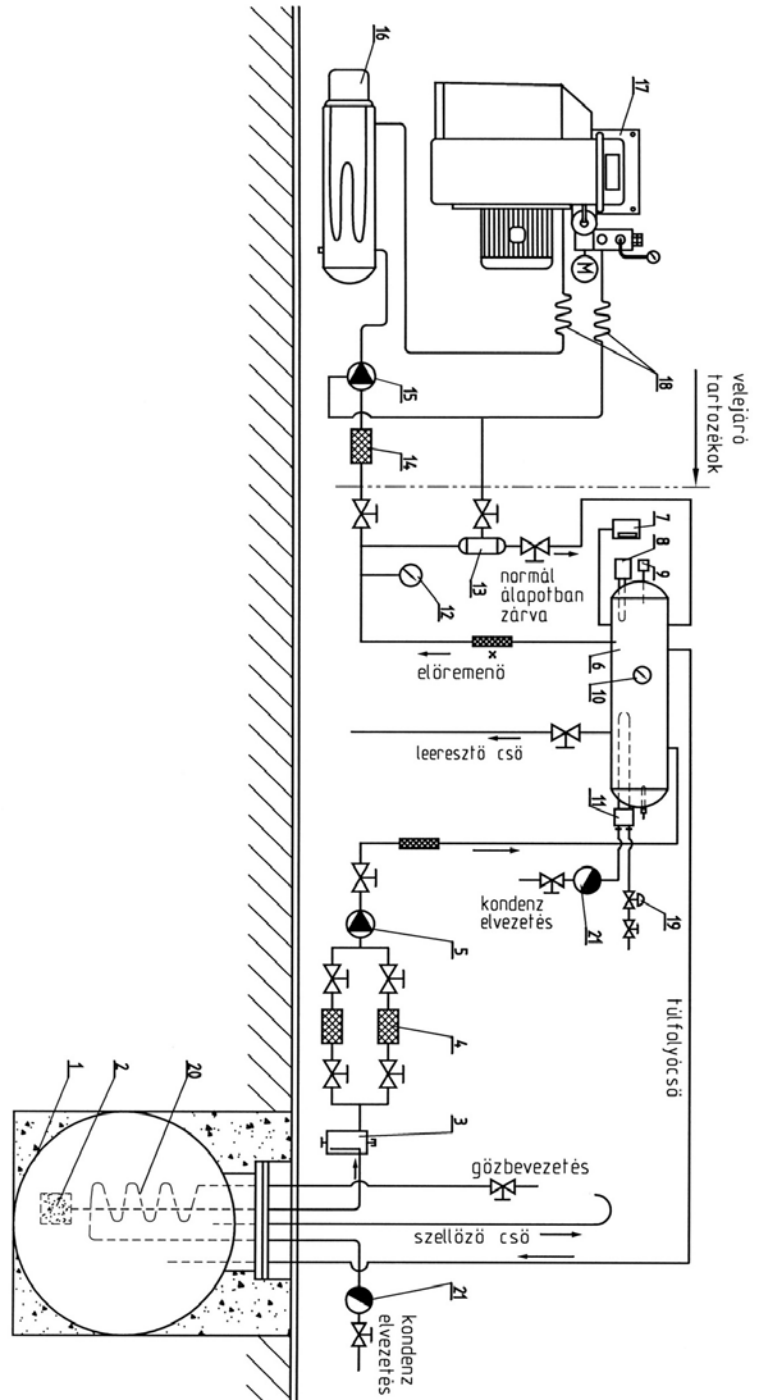 16
17
M
18
velejáró
tartozékok
15
14
7
8
9
13
normál
álapotban
zárva
12
x
előremenő
6
10
leeresztő cső
11
kondenz
elvezetés
21
19
5
4
túlfolyócső
1
2
20
3
gőzbevezetés
szellőző cső
21
kondenz
elvezetés